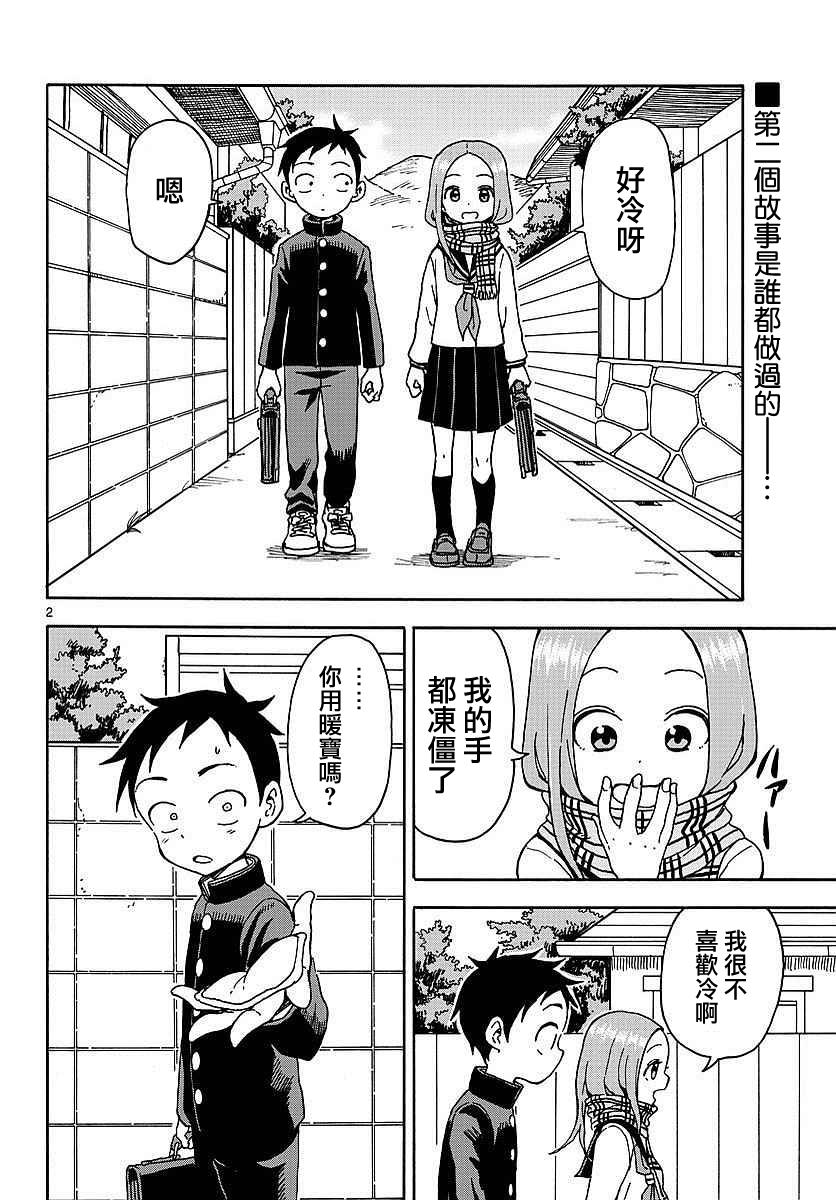 ■第二個故事是誰都做過的——…
好冷呀
嗯
2
我的手
都凍僵了
ハァー
我很不
喜歡冷啊
……
你用暖寶嗎?